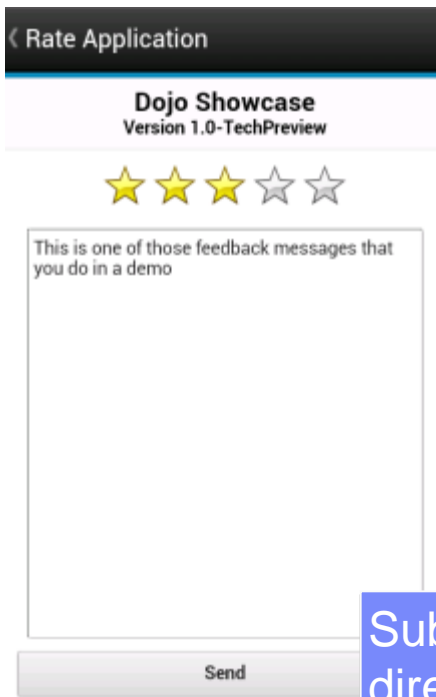 Rate Application
Dojo Showcase
Version 1.0-TechPreview
This is one of those feedback messages that
you do in a demo
Send